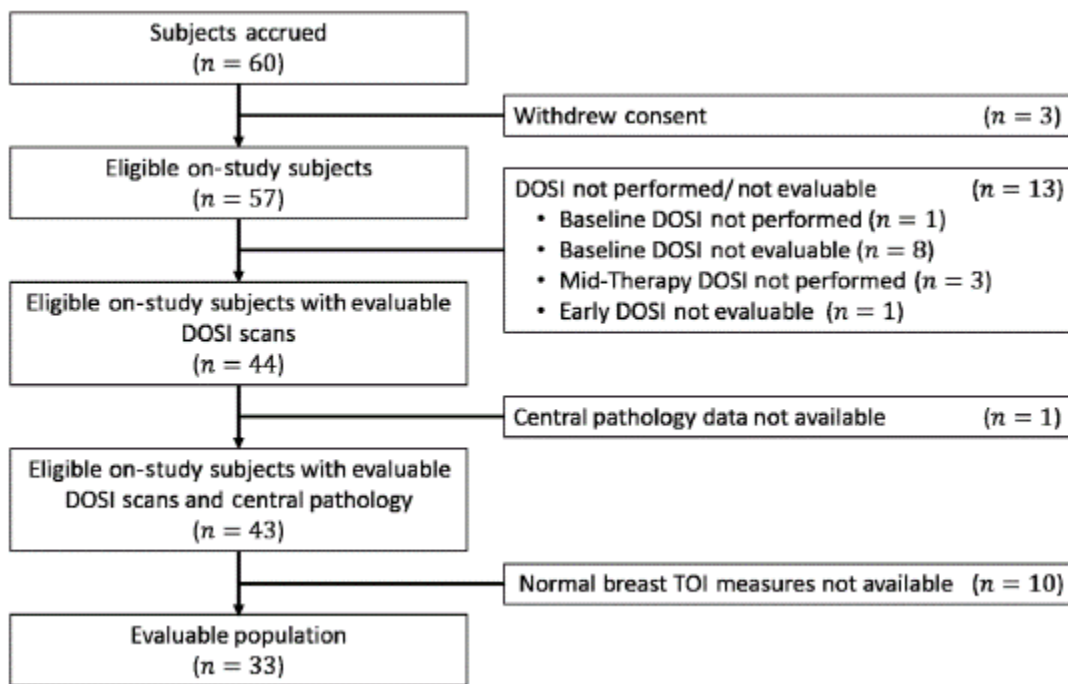 Subjects accrued
(n = 60)
Withdrew consent (n = 3)
Eligible on-study subjects
(n = 57)
DOSI not performed/ not evaluable (n = 13)
• Baseline DOSI not performed (n = 1)
• Baseline DOSI not evaluable (n = 8)
• Mid-Therapy DOSI not performed (n = 3)
• Early DOSI not evaluable (n = 1)
Eligible on-study subjects with evaluable
DOSI scans
(n = 44)
Central pathology data not available (n = 1)
Eligible on-study subjects with evaluable
DOSI scans and central pathology
(n = 43)
Normal breast TOI measures not available (n = 10)
Evaluable population
(n = 33)